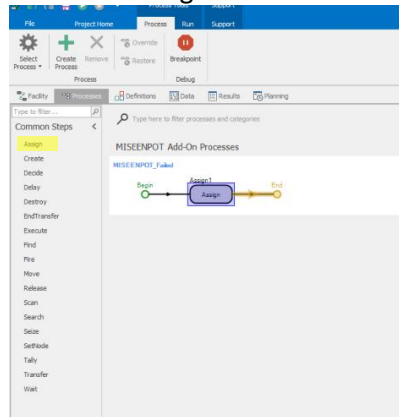 Process Tools Support
File Project Home Process Run Support
Select Process Create Process Remove Override Restore Breakpoint
Process Debug
Facility Processes Definitions Data Results Planning
Type to filter... Type here to filter processes and categories
Common Steps
MISEENPOT Add-On Processes
MISEENPOT_Failed
Begin Assign1 End
Assign
Assign
Create
Decide
Delay
Destroy
EndTransfer
Execute
Find
Fire
Move
Release
Scan
Search
Seize
SetNode
Tally
Transfer
Wait